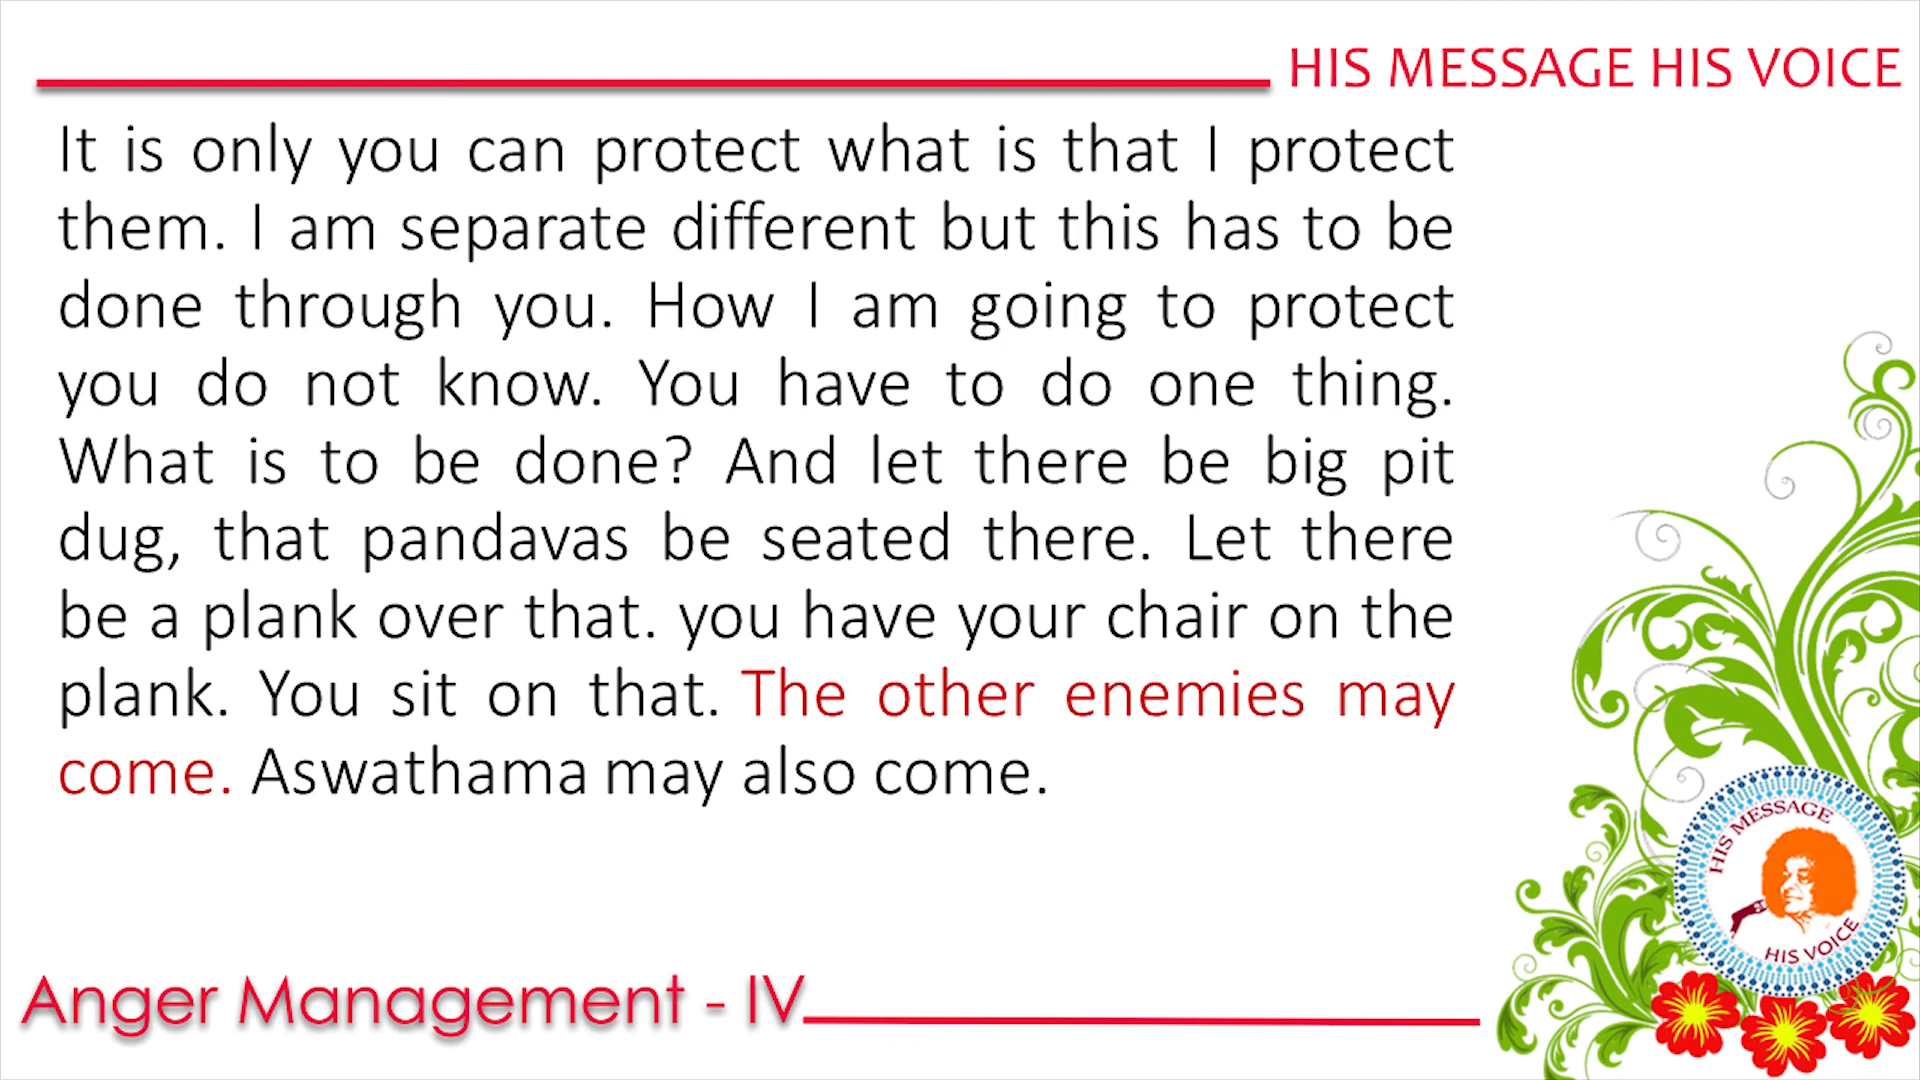 HIS MESSAGE HIS VOICE
It is only you can protect what is that I protect
them. I am separate different but this has to be
done through you. How I am going to protect
you do not know. You have to do one thing.
What is to be done? And let there be big pit
dug, that pandavas be seated there. Let there
be a plank over that. you have your chair on the
plank. You sit on that. The other enemies may
come. Aswathama may also come.
HIS MESSAGE
HIS VOICE
Anger Management - IV